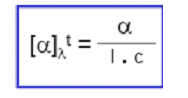 [α]λᵗ = α / l . c